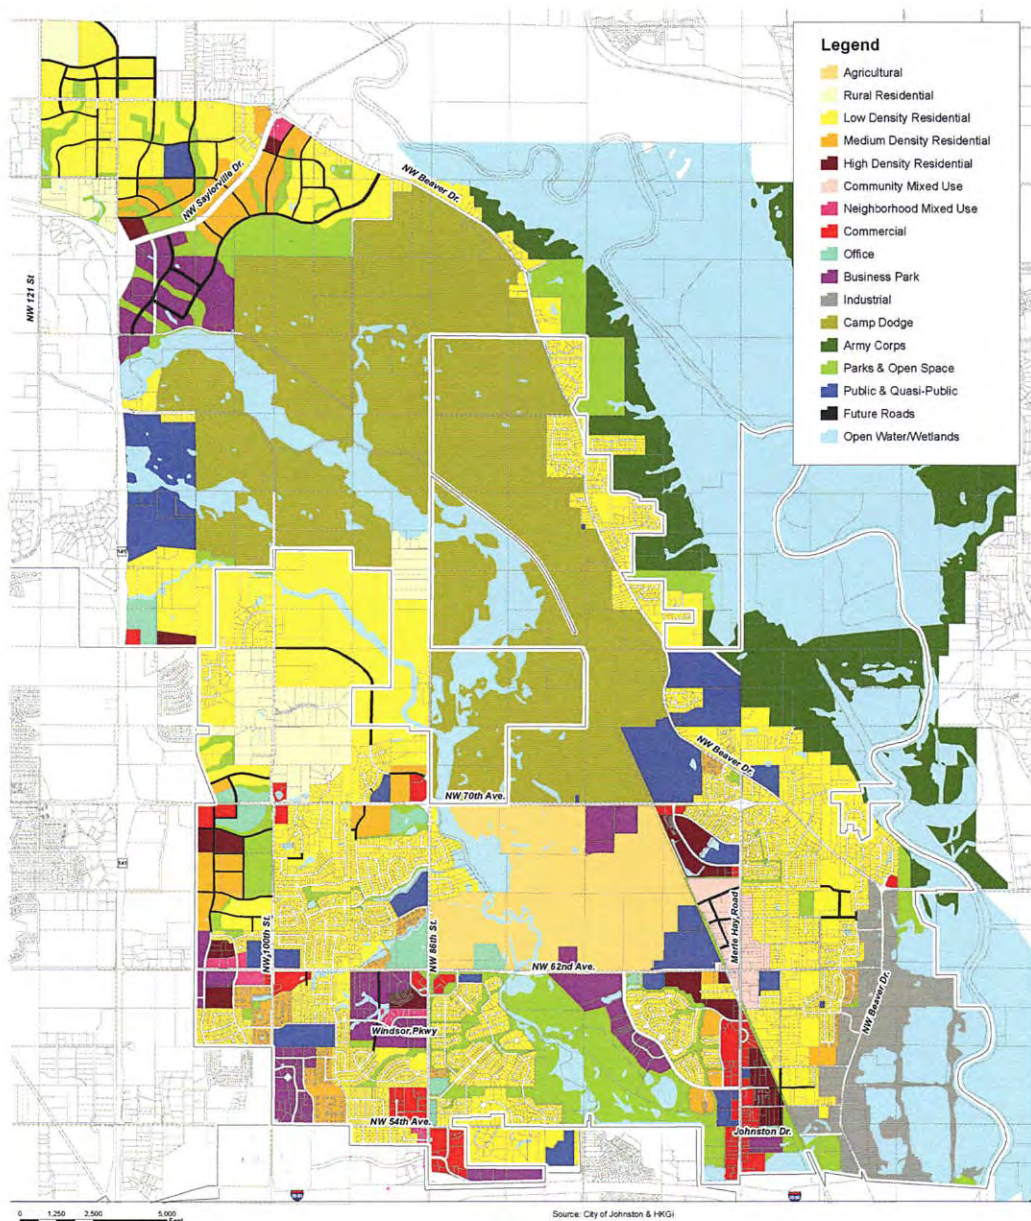 Legend
Agricultural
Rural Residential
Low Density Residential
Medium Density Residential
High Density Residential
Community Mixed Use
Neighborhood Mixed Use
Commercial
Office
Business Park
Industrial
Camp Dodge
Army Corps
Parks & Open Space
Public & Quasi-Public
Future Roads
Open Water/Wetlands
NW Saylorville Dr.
NW Beaver Dr.
NW 121 St
141
NW Beaver Dr.
NW 70th Ave.
141
NW 100th St.
NW 86th St.
Merle Hay Road
NW 62nd Ave.
NW Beaver Dr.
Windsor Pkwy
NW 54th Ave.
Johnston Dr.
0 1,250 2,500 5,000
Feet
Source: City of Johnston & HKGi